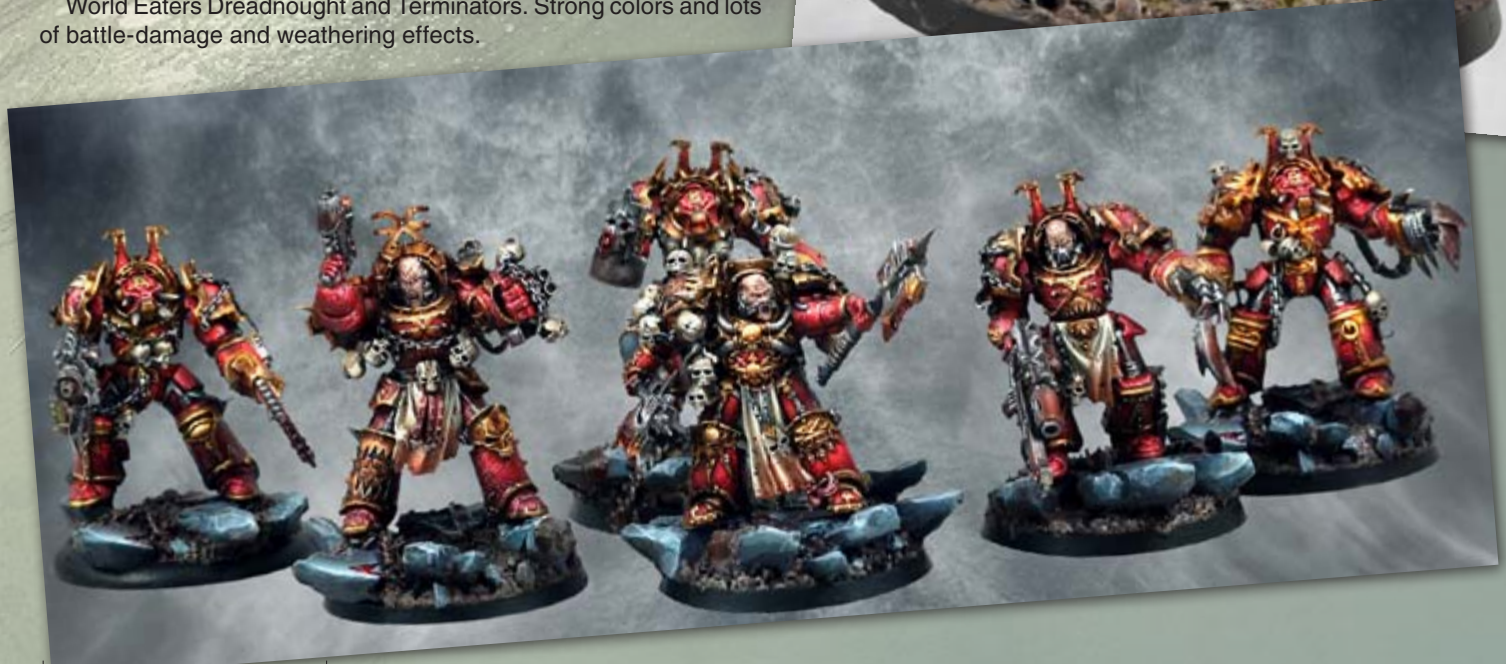 World Eaters Dreadnought and Terminators. Strong colors and lots
of battle-damage and weathering effects.